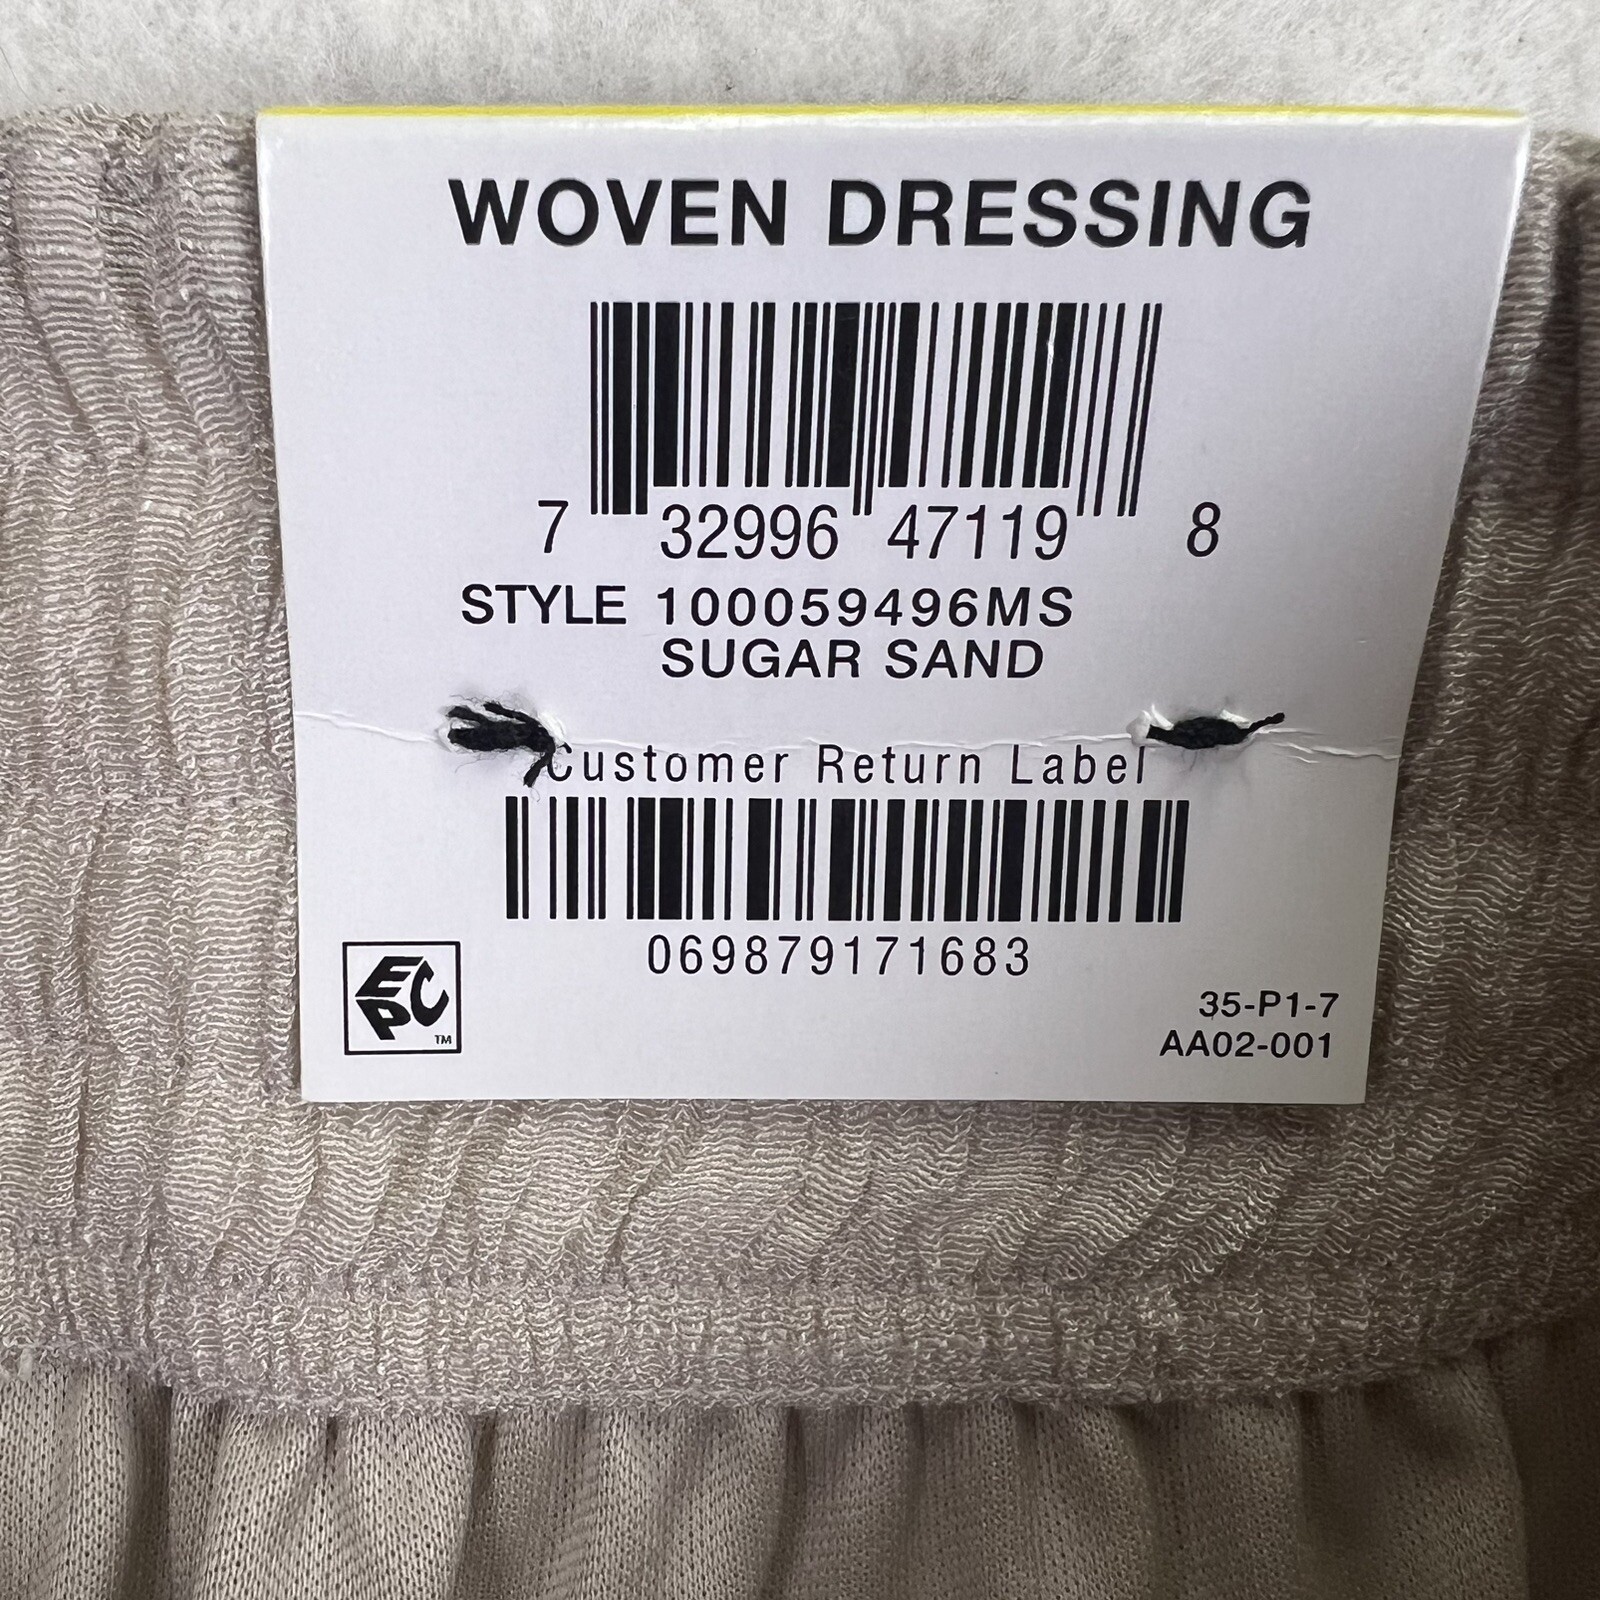 WOVEN DRESSING
7 32996 47119 8
STYLE 100059496MS
SUGAR SAND
Customer Return Label
069879171683
EPC
TM
35-P1-7
AA02-001